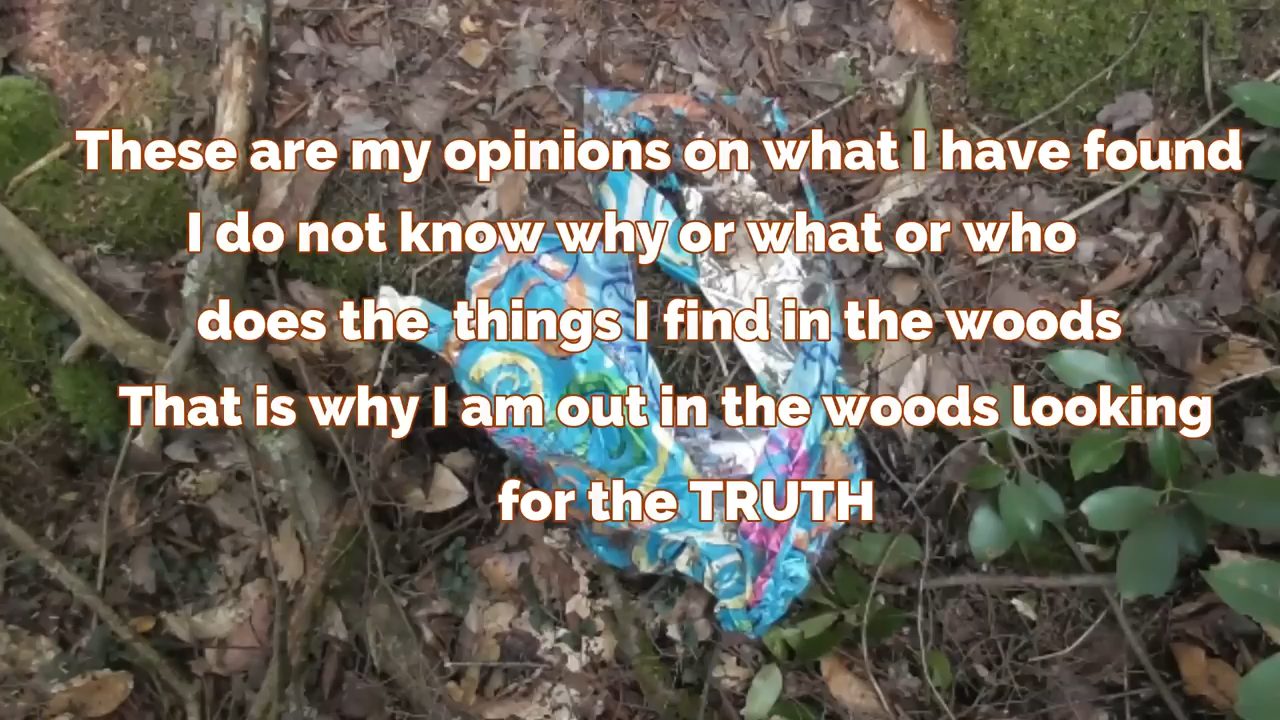 These are my opinions on what I have found
I do not know why or what or who
does the things I find in the woods
That is why I am out in the woods looking
for the TRUTH